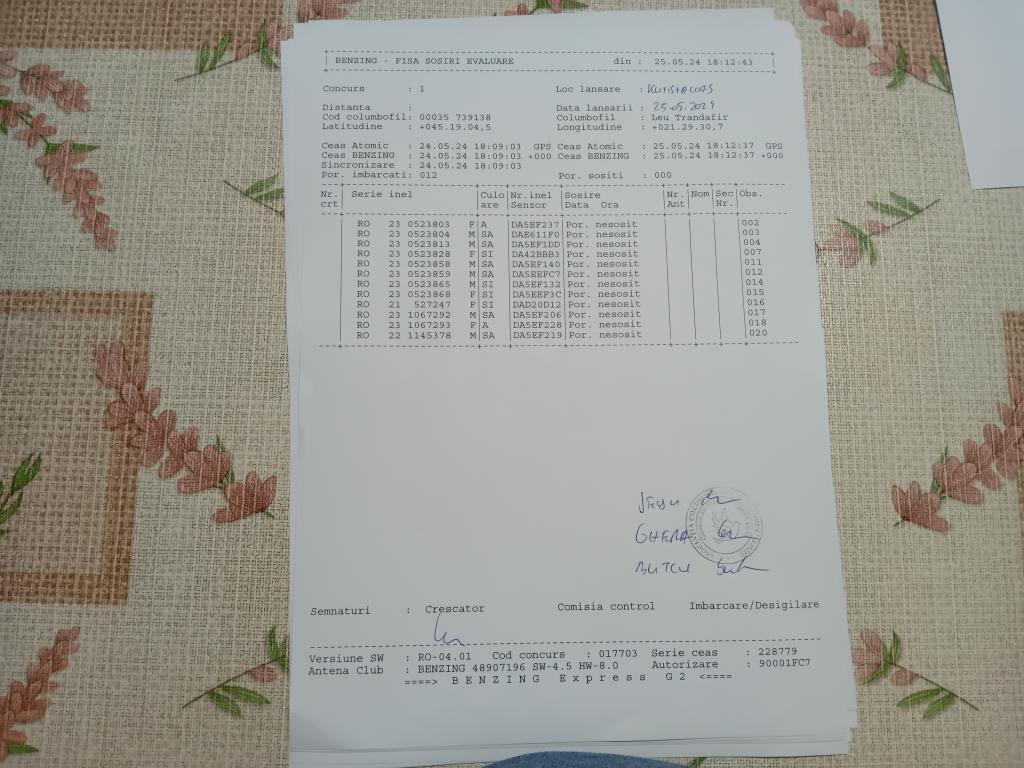 BENZING - FISA SOSIRI EVALUARE din : 25.05.24 18:12:43
Concurs : 1 Loc lansare :
Distanta : Data lansarii : 25.05.2024
Cod columbofil: 00035 739138 Columbofil : Leu Trandafir
Latitudine : +045.19.04,5 Longitudine : +021.29.30,7
Ceas Atomic : 24.05.24 18:09:03 GPS Ceas Atomic : 25.05.24 18:12:37 GPS
Ceas BENZING : 24.05.24 18:09:03 +000 Ceas BENZING : 25.05.24 18:12:37 +000
Sincronizare : 24.05.24 18:09:03
Por. imbarcati: 012 Por. sositi : 000
Nr. Serie inel Culo Nr.inel Sosire Nr. Nom Sec Obs.
crt are Senzor Data Ora Ant Nr.
RO 23 0523803 F A DA5EF237 Por. nesosit 002
RO 23 0523804 M SA DAE611F0 Por. nesosit 003
RO 23 0523813 M SA DA5EF1DD Por. nesosit 004
RO 23 0523828 F SI DA42BBB3 Por. nesosit 007
RO 23 0523858 M SA DA5EF140 Por. nesosit 011
RO 23 0523859 M SA DA5EEFC7 Por. nesosit 012
RO 23 0523865 M SI DA5EF132 Por. nesosit 014
RO 23 0523868 F SI DA5EEF3C Por. nesosit 015
RO 21 527247 F SI DAD20D12 Por. nesosit 016
RO 23 1067292 M SA DA5EF206 Por. nesosit 017
RO 23 1067293 F A DA5EF228 Por. nesosit 018
RO 22 1145378 M SA DA5EF219 Por. nesosit 020
Semnaturi : Crescator Comisia control Imbarcare/Desigilare
Versiune SW : RO-04.01 Cod concurs : 017703 Serie ceas : 228779
Antena Club : BENZING 48907196 SW-4.5 HW-8.0 Autorizare : 90001FC7
====> B E N Z I N G E x p r e s s G 2 <====